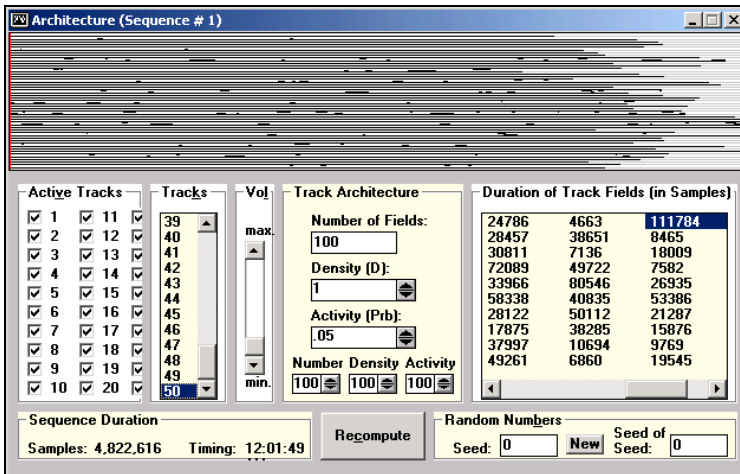 Architecture (Sequence # 1)
Active Tracks
1 11
2 12
3 13
4 14
5 15
6 16
7 17
8 18
9 19
10 20
Tracks
39
40
41
42
43
44
45
46
47
48
49
50
Vol
max.
min.
Track Architecture
Number of Fields:
100
Density (D):
1
Activity (Prb):
.05
Number Density Activity
100 100 100
Duration of Track Fields (in Samples)
24786 4663 111784
28457 38651 8465
30811 7136 18009
72089 49722 7582
33966 80546 26935
58338 40835 53386
28122 50112 21287
17875 38285 15876
37997 10694 9769
49261 6860 19545
Sequence Duration
Samples: 4,822,616 Timing: 12:01:49
Recompute
Random Numbers
Seed: 0 New Seed of Seed: 0